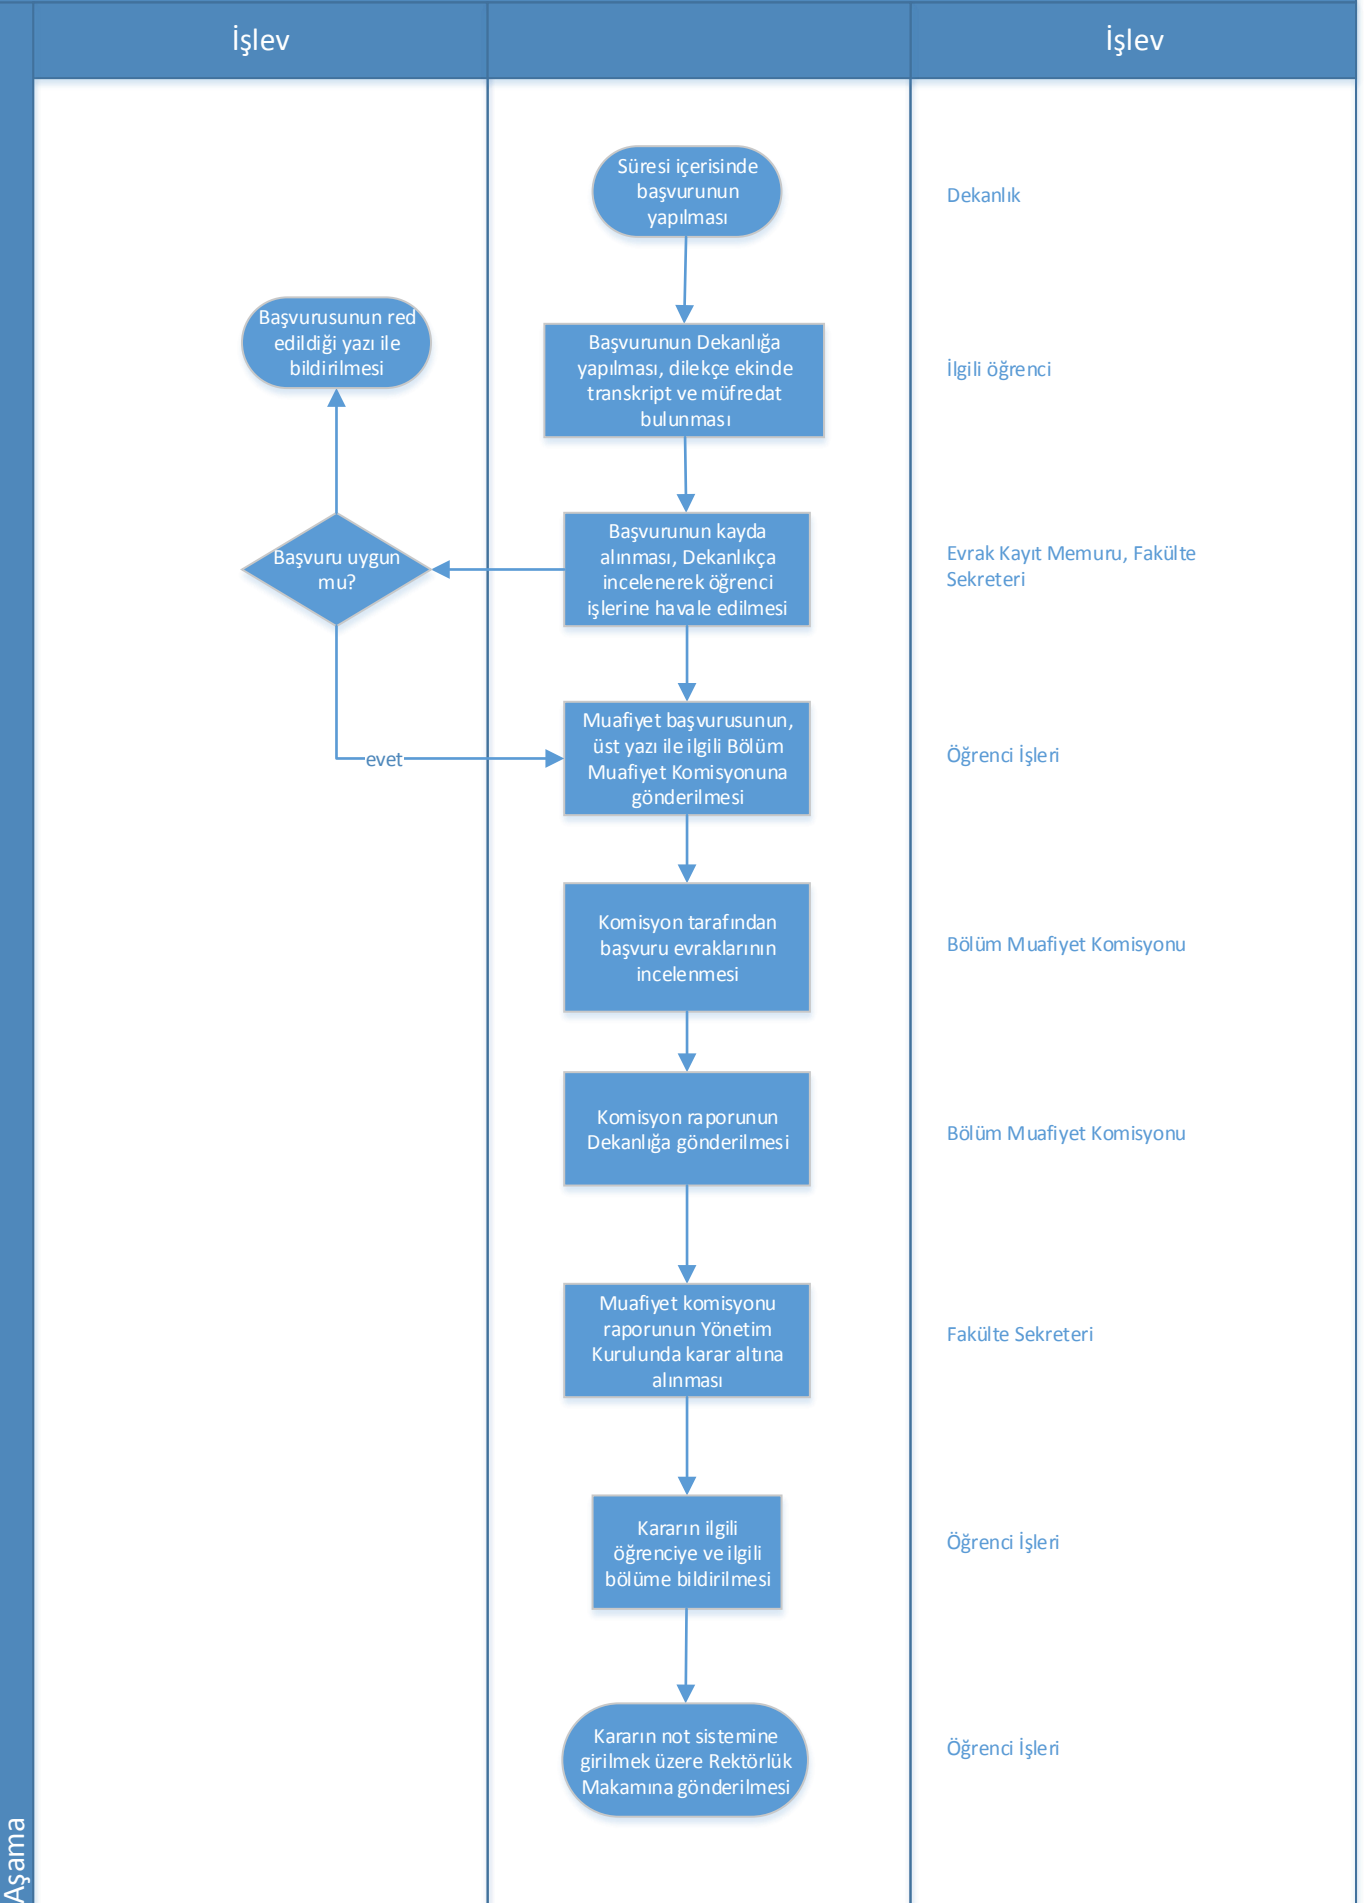 İşlev
İşlev
Süresi içerisinde
başvurunun
yapılması
Dekanlık
Başvurusunun red
edildiği yazı ile
bildirilmesi
Başvurunun Dekanlığa
yapılması, dilekçe ekinde
transkript ve müfredat
bulunması
İlgili öğrenci
Başvuru uygun
mu?
Başvurunun kayda
alınması, Dekanlıkça
incelenerek öğrenci
işlerine havale edilmesi
Evrak Kayıt Memuru, Fakülte
Sekreteri
evet
Muafiyet başvurusunun,
üst yazı ile ilgili Bölüm
Muafiyet Komisyonuna
gönderilmesi
Öğrenci İşleri
Komisyon tarafından
başvuru evraklarının
incelenmesi
Bölüm Muafiyet Komisyonu
Komisyon raporunun
Dekanlığa gönderilmesi
Bölüm Muafiyet Komisyonu
Muafiyet komisyonu
raporunun Yönetim
Kurulunda karar altına
alınması
Fakülte Sekreteri
Kararın ilgili
öğrenciye ve ilgili
bölüme bildirilmesi
Öğrenci İşleri
Kararın not sistemine
girilmek üzere Rektörlük
Makamına gönderilmesi
Öğrenci İşleri
Aşama